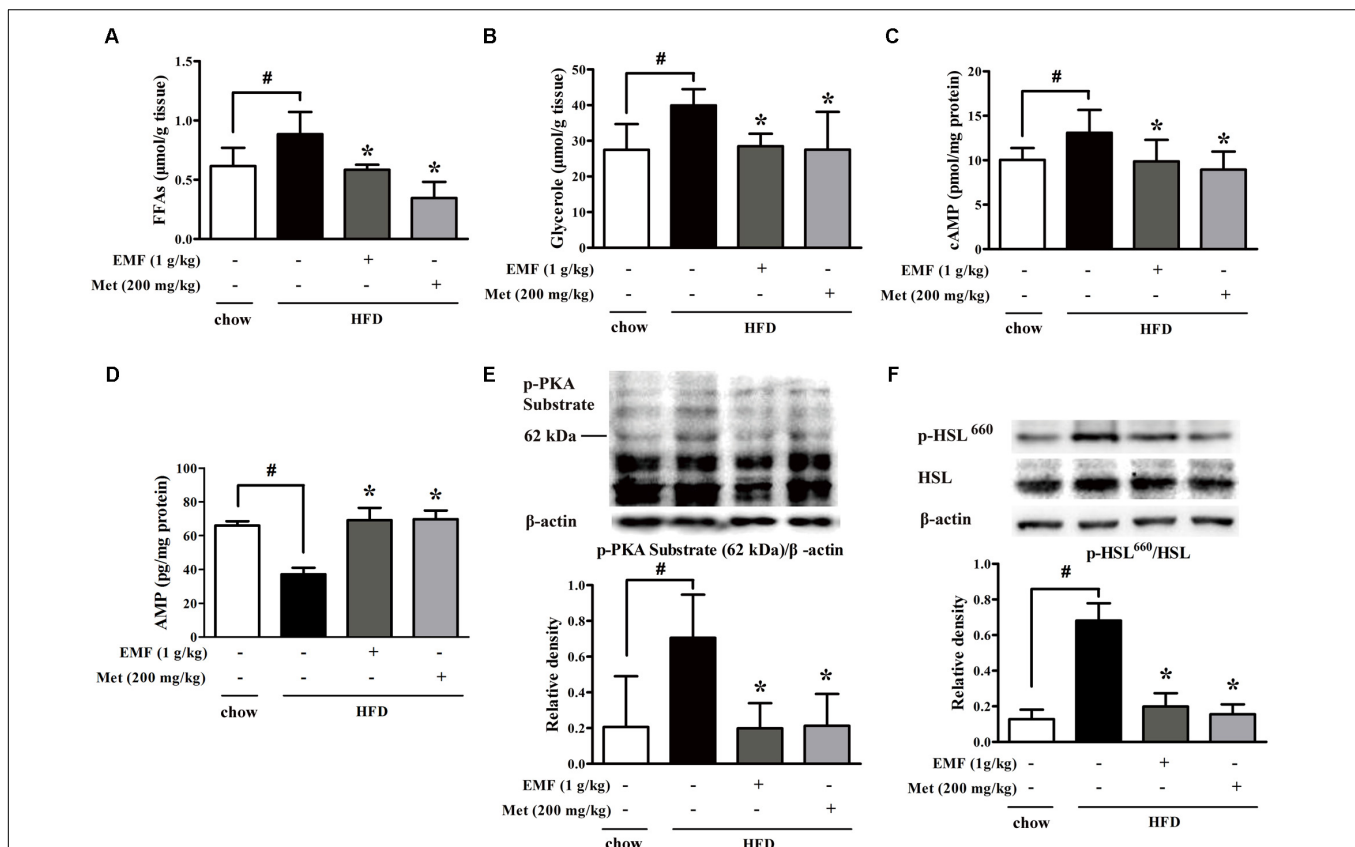 A
FFAs (μmol/g tissue)
1.5
1.0
0.5
0.0
#
*
*
EMF (1 g/kg) - - + -
Met (200 mg/kg) - - - +
chow HFD
B
Glycerole (μmol/g tissue)
50
40
30
20
10
0
#
*
*
EMF (1 g/kg) - - + -
Met (200 mg/kg) - - - +
chow HFD
C
cAMP (pmol/mg protein)
20
15
10
5
0
#
*
*
EMF (1 g/kg) - - + -
Met (200 mg/kg) - - - +
chow HFD
D
AMP (pg/mg protein)
100
80
60
40
20
0
#
*
*
EMF (1 g/kg) - - + -
Met (200 mg/kg) - - - +
chow HFD
E
p-PKA
Substrate
62 kDa
β-actin
p-PKA Substrate (62 kDa)/β -actin
Relative density
1.0
0.8
0.6
0.4
0.2
0.0
#
*
*
EMF (1 g/kg) - - + -
Met (200 mg/kg) - - - +
chow HFD
F
p-HSL660
HSL
β-actin
p-HSL660/HSL
Relative density
1.0
0.8
0.6
0.4
0.2
0.0
#
*
*
EMF (1g/kg) - - + -
Met (200 mg/kg) - - - +
chow HFD